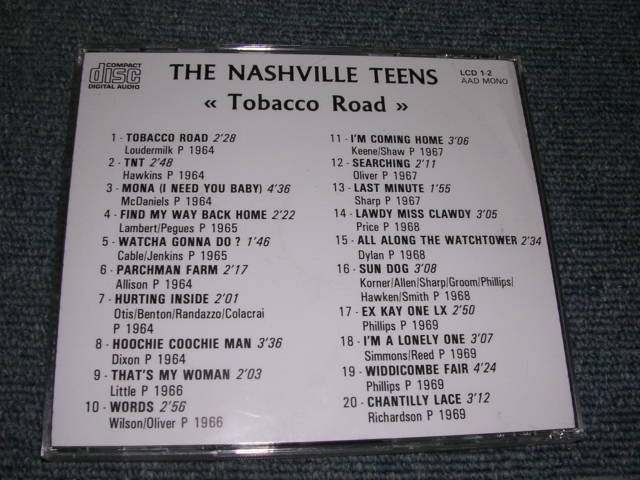 COMPACT
disc
DIGITAL AUDIO
THE NASHVILLE TEENS
LCD 1-2
AAD MONO
« Tobacco Road »
1 - TOBACCO ROAD 2'28
Loudermilk P 1964
2 - TNT 2'48
Hawkins P 1964
3 - MONA (I NEED YOU BABY) 4'36
McDaniels P 1964
4 - FIND MY WAY BACK HOME 2'22
Lambert/Pegues P 1965
5 - WATCHA GONNA DO ? 1'46
Cable/Jenkins P 1965
6 - PARCHMAN FARM 2'17
Allison P 1964
7 - HURTING INSIDE 2'01
Otis/Benton/Randazzo/Colacrai
P 1964
8 - HOOCHIE COOCHIE MAN 3'36
Dixon P 1964
9 - THAT'S MY WOMAN 2'03
Little P 1966
10 - WORDS 2'56
Wilson/Oliver P 1966
11 - I'M COMING HOME 3'06
Keene/Shaw P 1967
12 - SEARCHING 2'11
Oliver P 1967
13 - LAST MINUTE 1'55
Sharp P 1967
14 - LAWDY MISS CLAWDY 3'05
Price P 1968
15 - ALL ALONG THE WATCHTOWER 2'34
Dylan P 1968
16 - SUN DOG 3'08
Korner/Allen/Sharp/Groom/Phillips/
Hawken/Smith P 1968
17 - EX KAY ONE LX 2'50
Phillips P 1969
18 - I'M A LONELY ONE 3'07
Simmons/Reed P 1969
19 - WIDDICOMBE FAIR 4'24
Phillips P 1969
20 - CHANTILLY LACE 3'12
Richardson P 1969